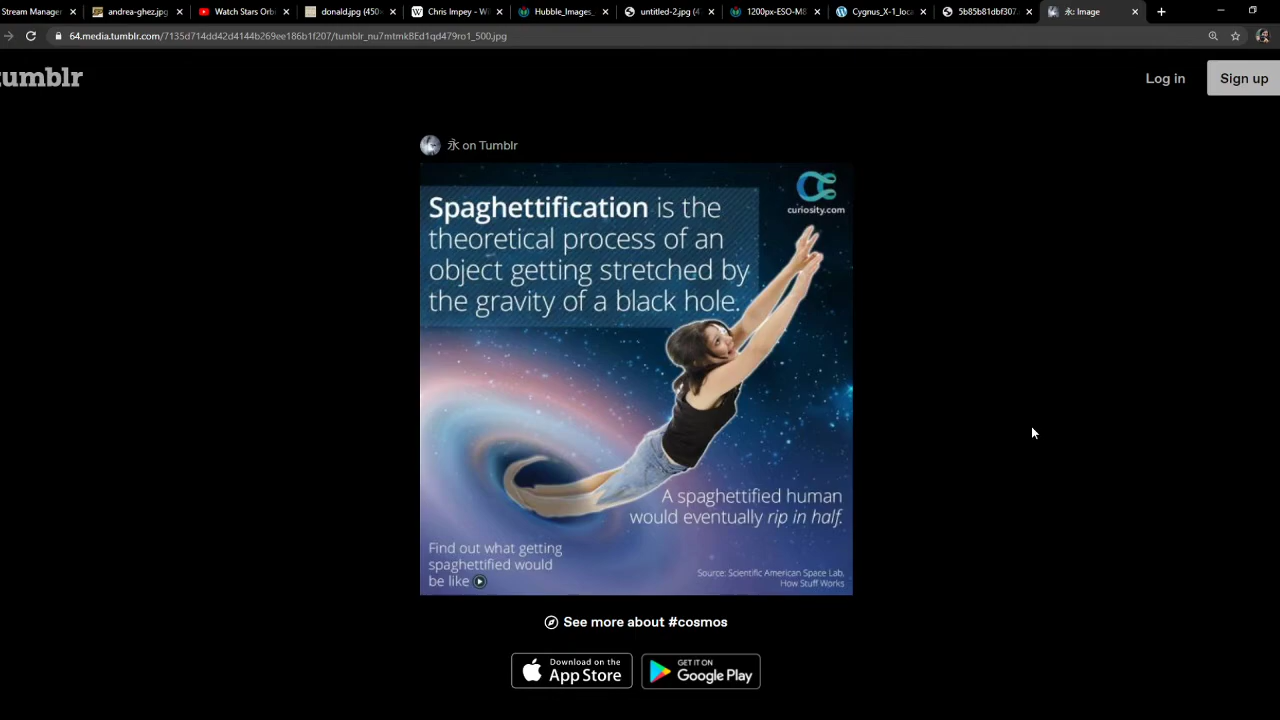 Stream Manager
andrea-ghez.jpg
Watch Stars Orbi
donald.jpg (450×
Chris Impey - Wi
Hubble_Images_
untitled-2.jpg (4
1200px-ESO-M8
Cygnus_X-1_loca
5b85b81dbf307.
永: Image
64.media.tumblr.com/7135d714dd42d4144b269ee186b1f207/tumblr_nu7mtmk8Ed1qd479ro1_500.jpg
tumblr
Log in
Sign up
永 on Tumblr
curiosity.com
Spaghettification is the
theoretical process of an
object getting stretched by
the gravity of a black hole.
A spaghettified human
would eventually rip in half.
Find out what getting
spaghettified would
be like
Source: Scientific American Space Lab,
How Stuff Works
See more about #cosmos
Download on the
App Store
GET IT ON
Google Play